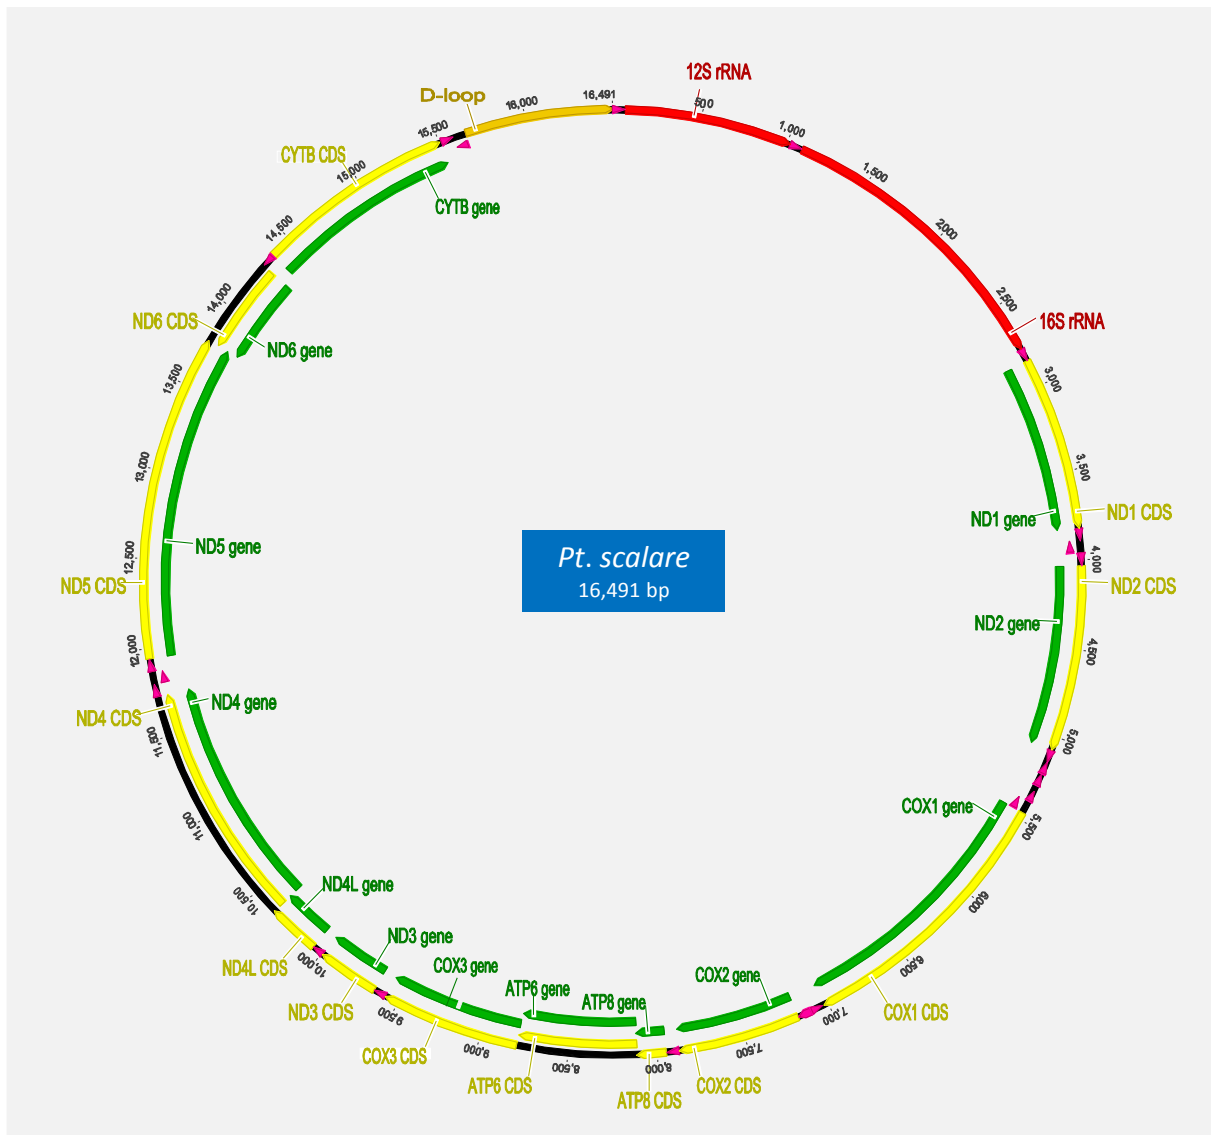 12S rRNA
16,491
500
1,000
1,500
2000
2,500
16S rRNA
3,000
3,500
ND1 gene
ND1 CDS
4,000
ND2 CDS
ND2 gene
4,500
5,000
COX1 gene
5,500
6,000
6,500
COX1 CDS
7,000
COX2 gene
7,500
COX2 CDS
8,000
ATP8 gene
ATP8 CDS
ATP6 gene
8,500
ATP6 CDS
9,000
COX3 gene
COX3 CDS
9,500
ND3 gene
ND3 CDS
10,000
ND4L gene
ND4L CDS
10,500
11,000
11,500
ND4 gene
ND4 CDS
12,000
ND5 CDS
12,500
ND5 gene
13,000
13,500
ND6 gene
ND6 CDS
14,000
14,500
CYTB CDS
15,000
CYTB gene
15,500
D-loop
16,000
Pt. scalare
16,491 bp